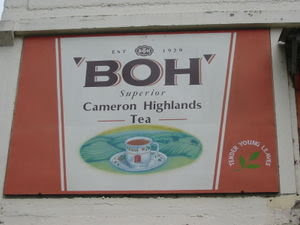 EST 1929
'BOH'
Superior
Cameron Highlands
Tea
TENDER YOUNG LEAVES